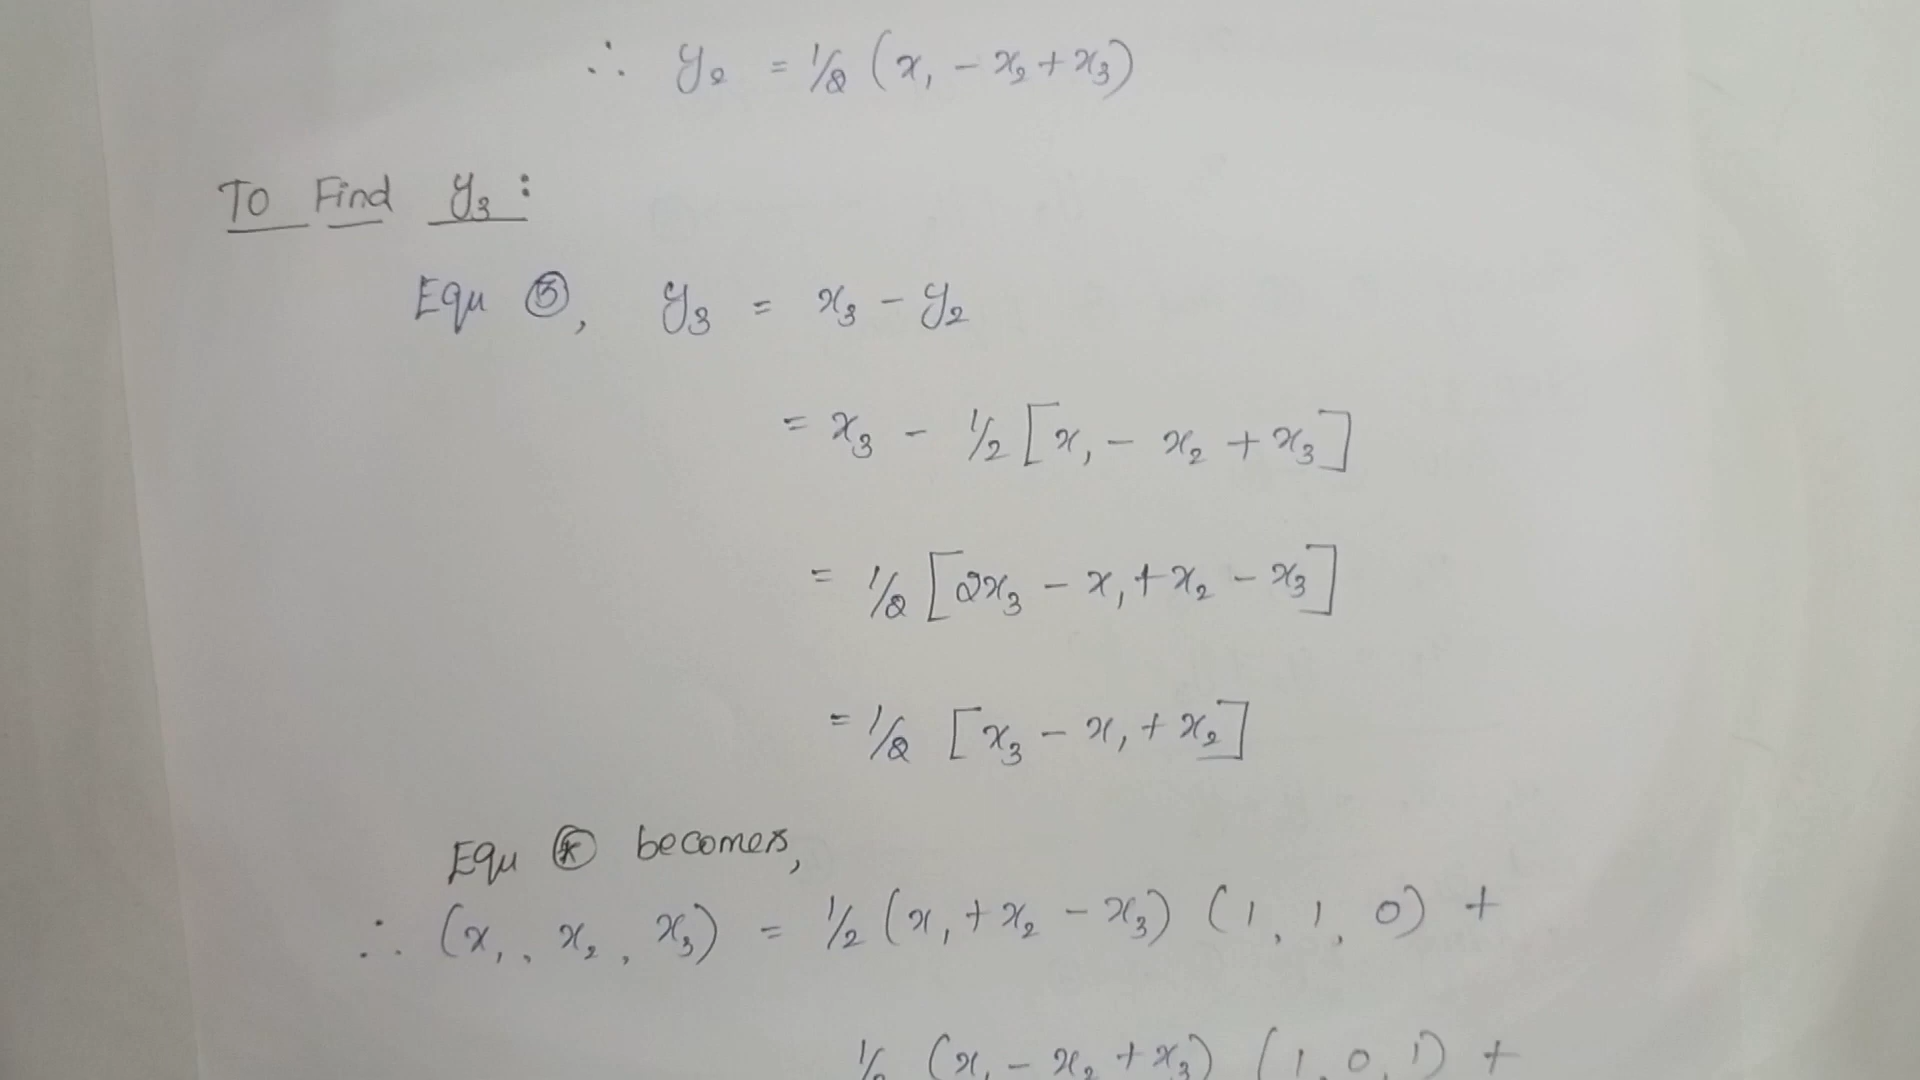 ∴ y₂ = 1/2 (x₁ - x₂ + x₃)
To Find y₃ :
Equ ③, y₃ = x₃ - y₂
= x₃ - 1/2 [x₁ - x₂ + x₃]
= 1/2 [2x₃ - x₁ + x₂ - x₃]
= 1/2 [x₃ - x₁ + x₂]
Equ ⊛ becomes,
∴ (x₁, x₂, x₃) = 1/2 (x₁ + x₂ - x₃) (1, 1, 0) +
1/2 (x₁ - x₂ + x₃) (1, 0, 1) +